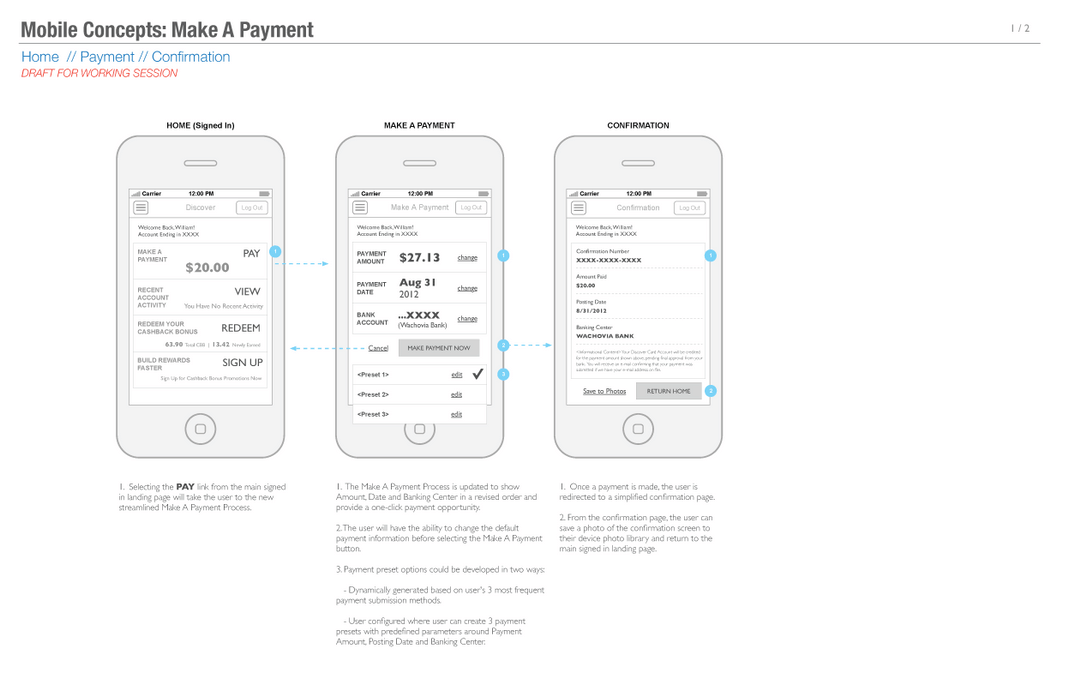 Mobile Concepts: Make A Payment
1 / 2
Home // Payment // Confirmation
DRAFT FOR WORKING SESSION
HOME (Signed In)
Carrier 12:00 PM
Discover Log Out
Welcome Back, William!
Account Ending in XXXX
MAKE A
PAYMENT
PAY
1
$20.00
RECENT
ACCOUNT
ACTIVITY
VIEW
You Have No Recent Activity
REDEEM YOUR
CASHBACK BONUS
REDEEM
63.90 Total CBB | 13.42 Newly Earned
BUILD REWARDS
FASTER
SIGN UP
Sign Up for Cashback Bonus Promotions Now
1. Selecting the PAY link from the main signed
in landing page will take the user to the new
streamlined Make A Payment Process.
MAKE A PAYMENT
Carrier 12:00 PM
Make A Payment Log Out
Welcome Back, William!
Account Ending in XXXX
PAYMENT
AMOUNT
$27.13 change
1
PAYMENT
DATE
Aug 31
2012
change
BANK
ACCOUNT
...XXXX
(Wachovia Bank)
change
Cancel MAKE PAYMENT NOW
2
<Preset 1> edit
3
<Preset 2> edit
<Preset 3> edit
1. The Make A Payment Process is updated to show
Amount, Date and Banking Center in a revised order and
provide a one-click payment opportunity.
2.The user will have the ability to change the default
payment information before selecting the Make A Payment
button.
3. Payment preset options could be developed in two ways:
- Dynamically generated based on user's 3 most frequent
payment submission methods.
- User configured where user can create 3 payment
presets with predefined parameters around Payment
Amount, Posting Date and Banking Center.
CONFIRMATION
Carrier 12:00 PM
Confirmation Log Out
Welcome Back, William!
Account Ending in XXXX
Confirmation Number
XXXX-XXXX-XXXX
1
Amount Paid
$20.00
Posting Date
8/31/2012
Banking Center
WACHOVIA BANK
Your Discover Card Account will be credited
for the payment amount shown above, pending final approval from your
bank. You will receive an e-mail confirming that your payment was
submitted if we have your e-mail address on file.
Save to Photos RETURN HOME
2
1. Once a payment is made, the user is
redirected to a simplified confirmation page.
2. From the confirmation page, the user can
save a photo of the confirmation screen to
their device photo library and return to the
main signed in landing page.